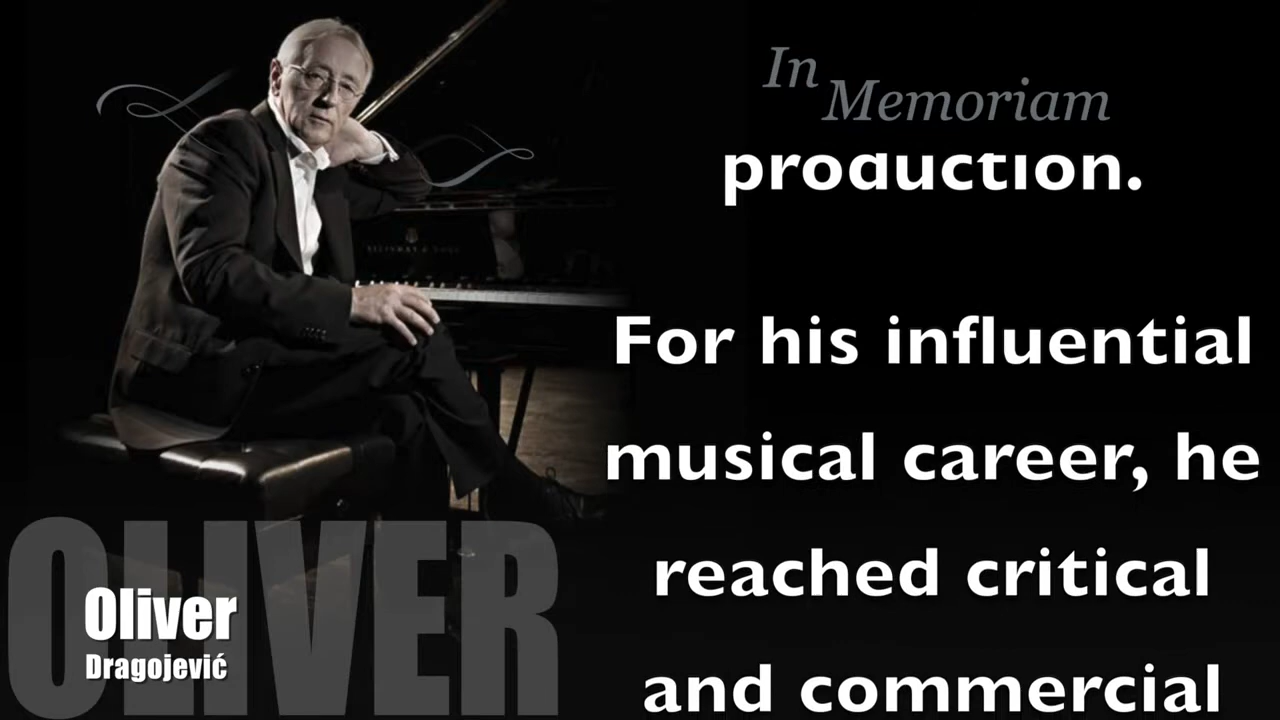 In
Memoriam
production.
For his influential
musical career, he
reached critical
and commercial
OLIVER
Oliver
Dragojević